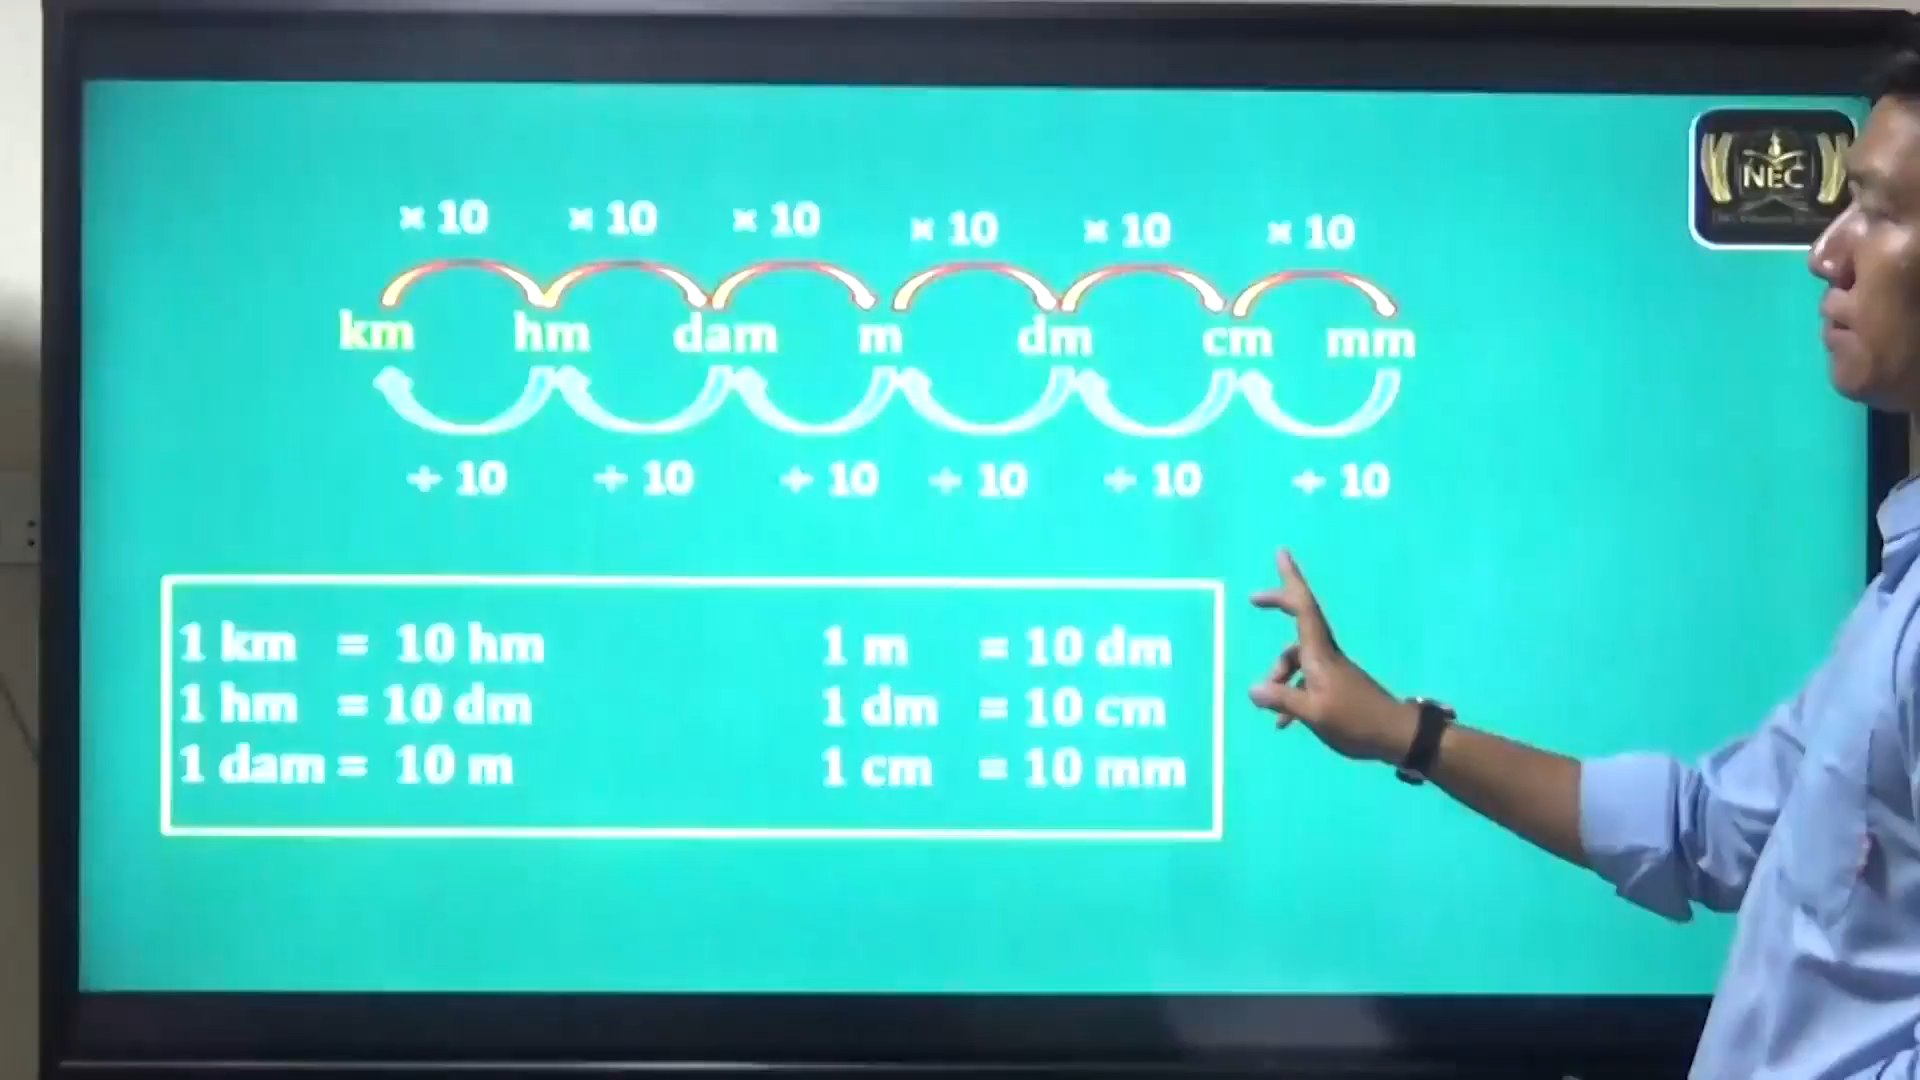 NEC
× 10 × 10 × 10 × 10 × 10 × 10
km hm dam m dm cm mm
÷ 10 ÷ 10 ÷ 10 ÷ 10 ÷ 10 ÷ 10
1 km = 10 hm
1 hm = 10 dm
1 dam = 10 m
1 m = 10 dm
1 dm = 10 cm
1 cm = 10 mm